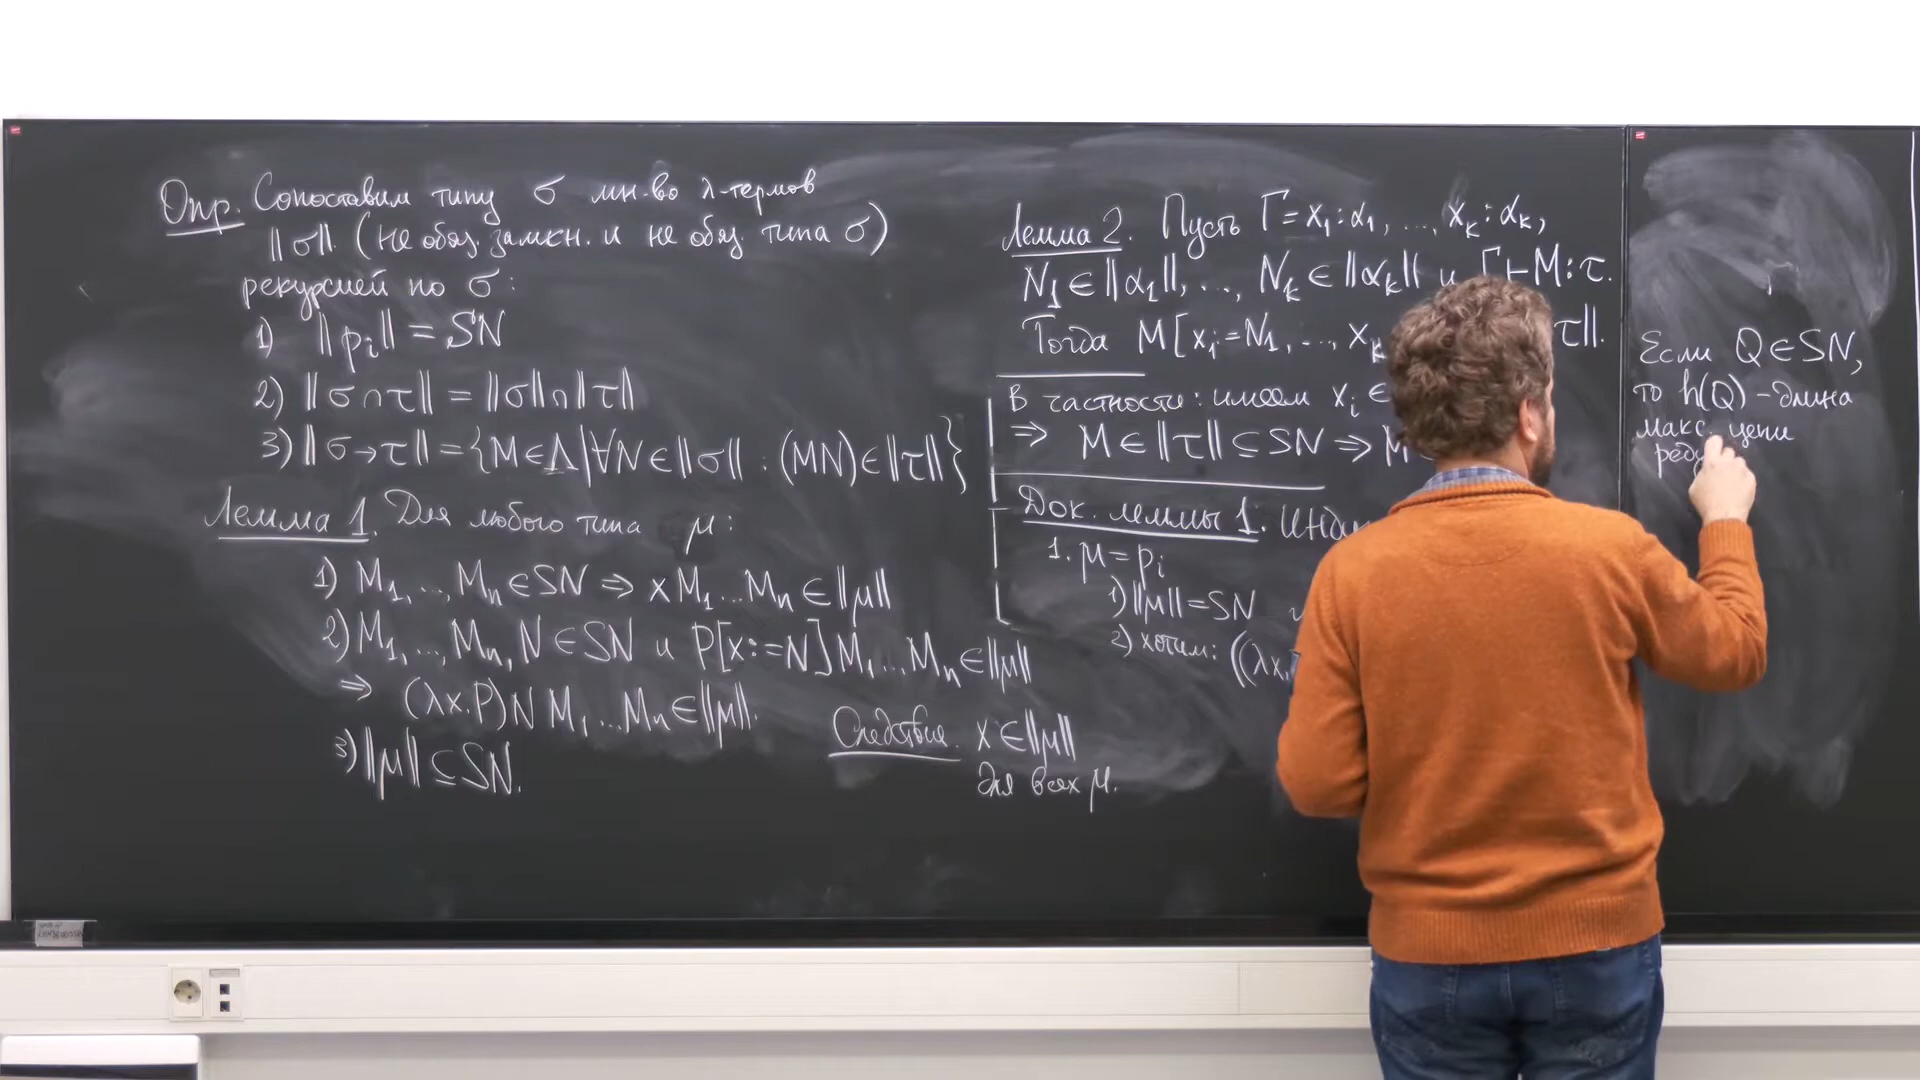 Опр. Сопоставим типу σ мн-во λ-термов
‖σ‖. (не обяз. замкн. и не обяз. типа σ)
рекурсией по σ:
1) ‖pᵢ‖ = SN
2) ‖σ∩τ‖ = ‖σ‖∩‖τ‖
3) ‖σ→τ‖ = {M∈Λ | ∀N∈‖σ‖ : (MN)∈‖τ‖}
Лемма 1. Для любого типа μ:
1) M₁, ..., Mₙ ∈ SN ⇒ x M₁...Mₙ ∈ ‖μ‖
2) M₁, ..., Mₙ, N ∈ SN и P[x:=N]M₁...Mₙ ∈ ‖μ‖
⇒ (λx.P)N M₁...Mₙ ∈ ‖μ‖.
3) ‖μ‖ ⊆ SN.
Следствие. x ∈ ‖μ‖
для всех μ.
Лемма 2. Пусть Γ = x₁:α₁, ..., xₖ:αₖ,
N₁ ∈ ‖α₁‖, ..., Nₖ ∈ ‖αₖ‖ и Γ ⊢ M:τ.
Тогда M[x₁:=N₁, ..., xₖ τ‖.
В частности: имеем xᵢ ∈
⇒ M ∈ ‖τ‖ ⊆ SN ⇒ M
Док. леммы 1.
1. μ = pᵢ
1) ‖μ‖ = SN
2) хотим: ((λx.
Если Q ∈ SN,
то h(Q) – длина
макс. цепи